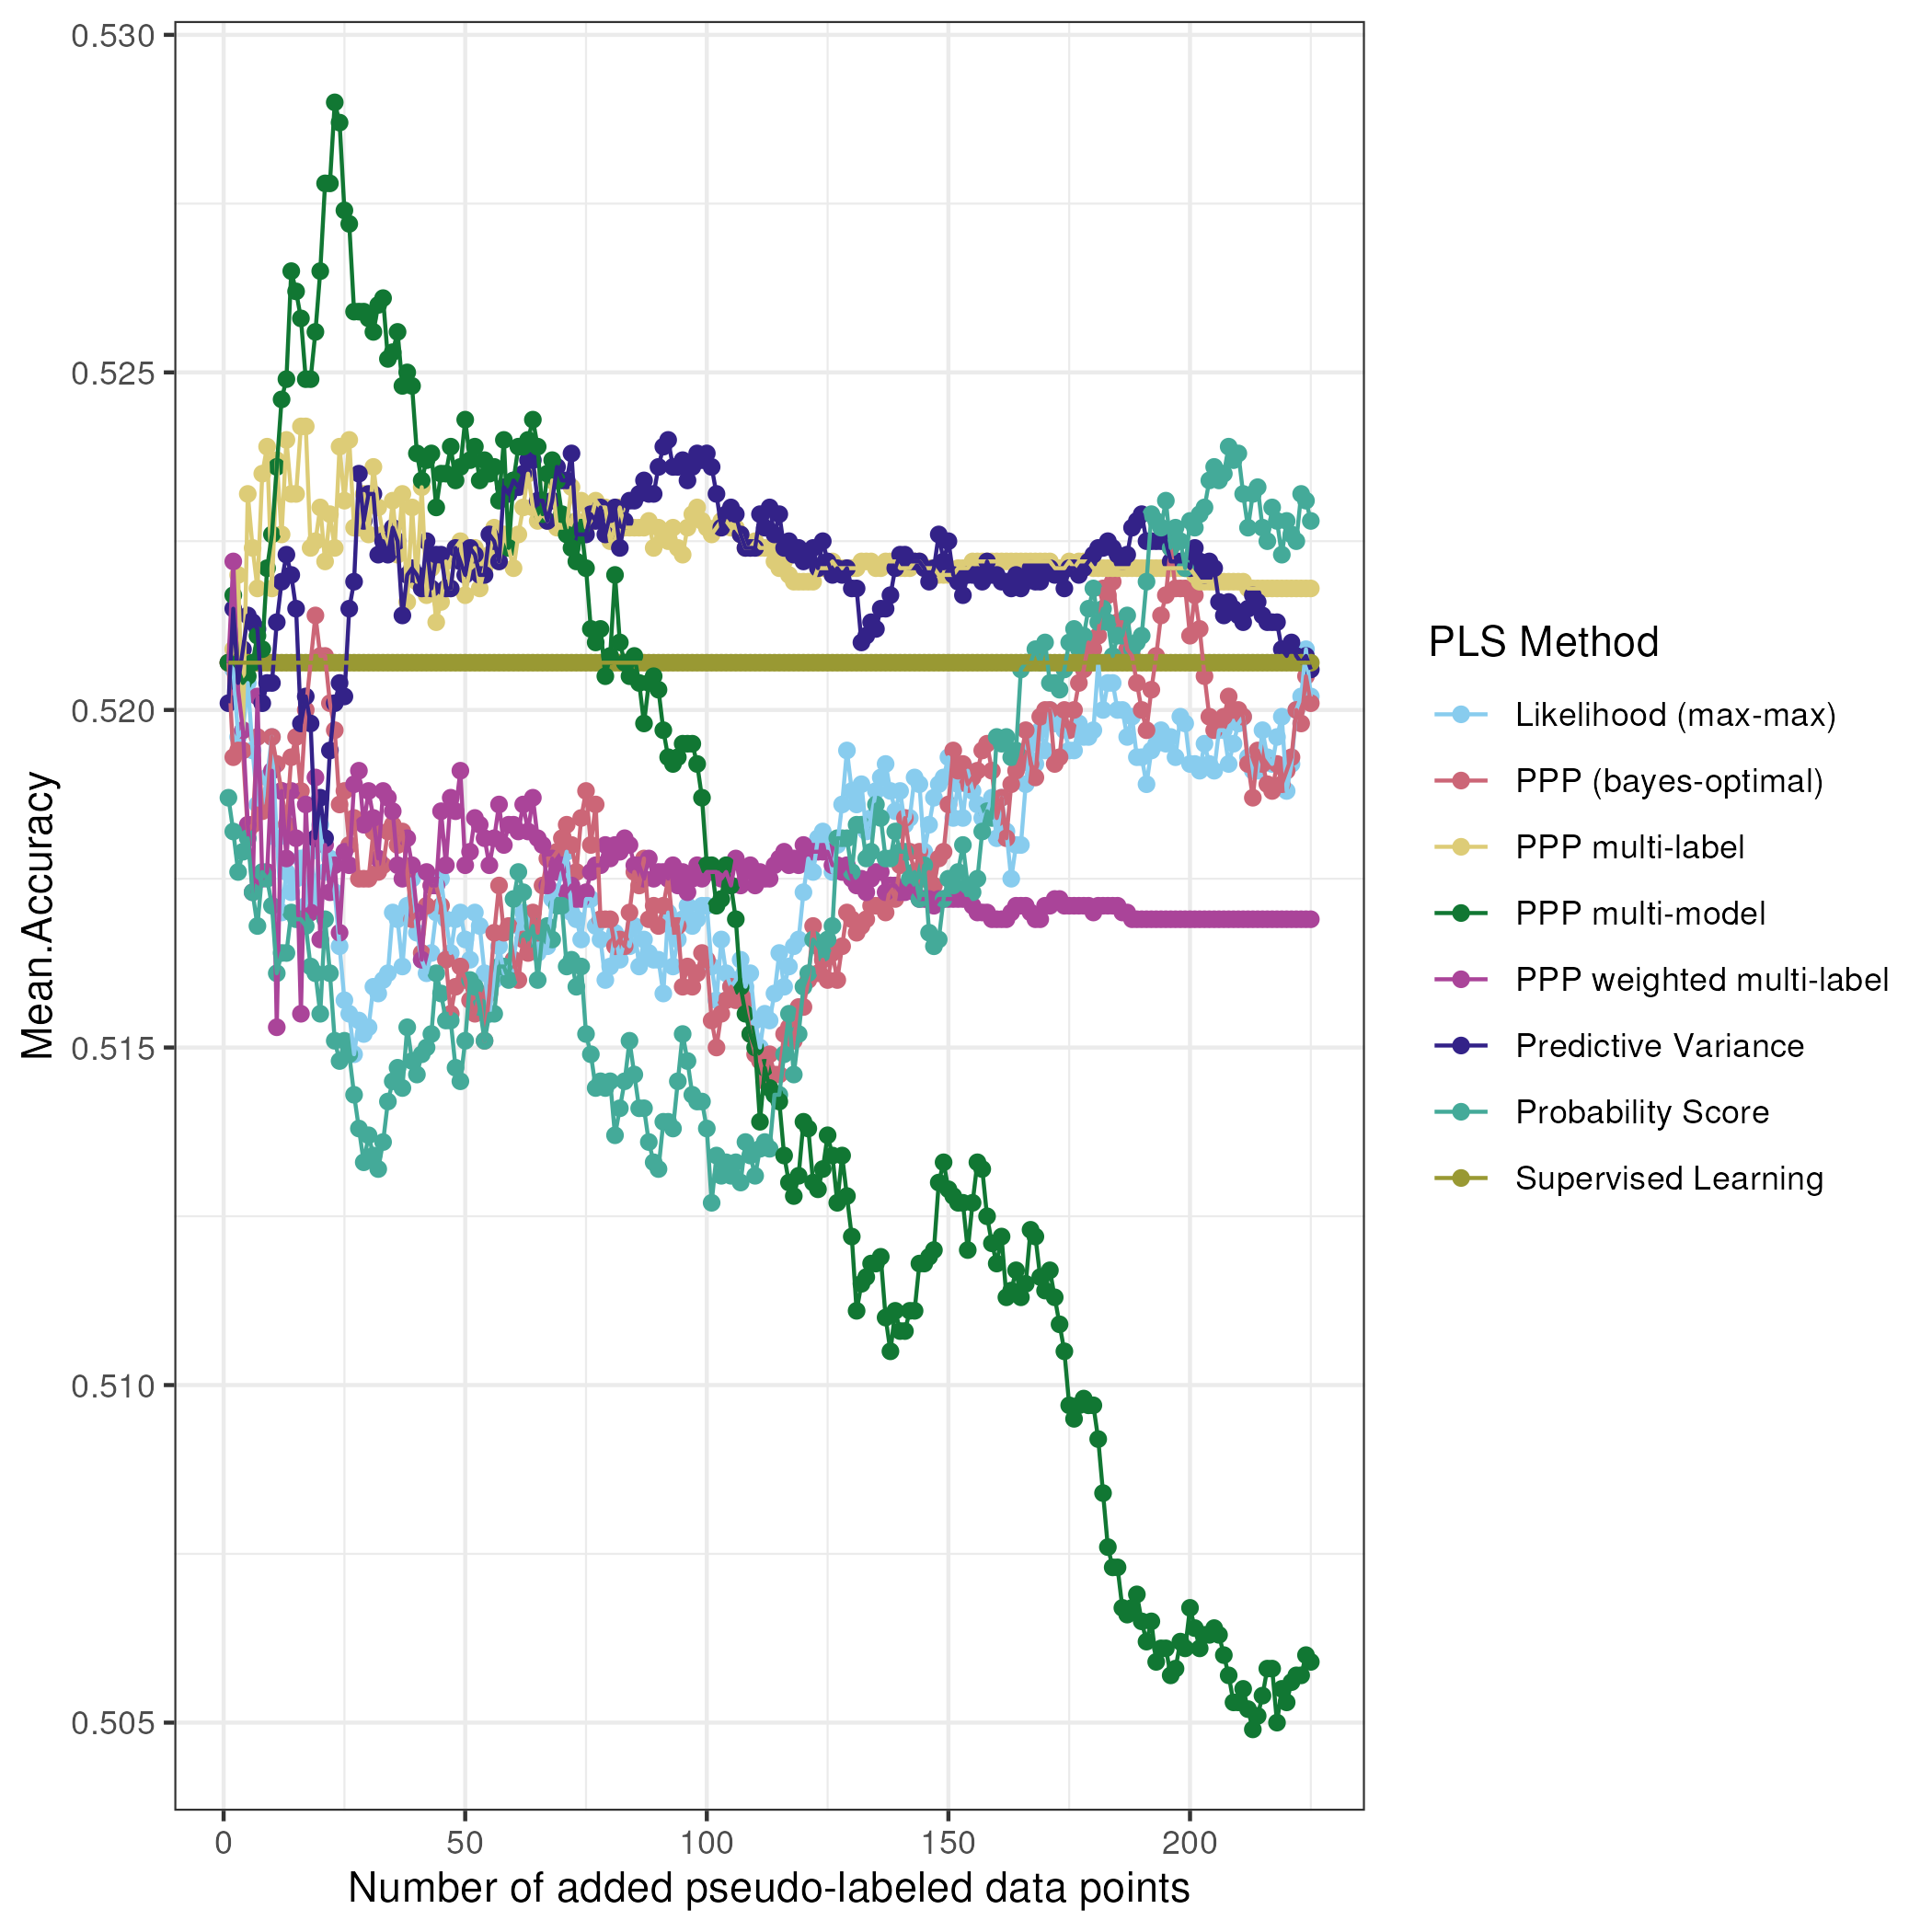 0.530
0.525
0.520
0.515
0.510
0.505
Mean.Accuracy
0
50
100
150
200
Number of added pseudo-labeled data points
PLS Method
Likelihood (max-max)
PPP (bayes-optimal)
PPP multi-label
PPP multi-model
PPP weighted multi-label
Predictive Variance
Probability Score
Supervised Learning